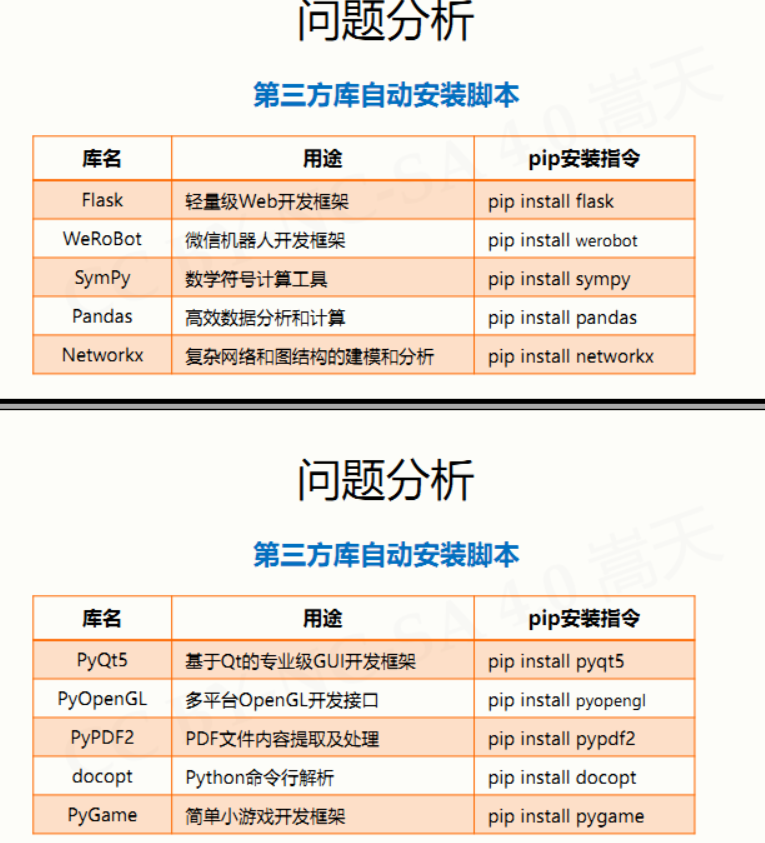 问题分析
第三方库自动安装脚本
库名 用途 pip安装指令
Flask 轻量级Web开发框架 pip install flask
WeRoBot 微信机器人开发框架 pip install werobot
SymPy 数学符号计算工具 pip install sympy
Pandas 高效数据分析和计算 pip install pandas
Networkx 复杂网络和图结构的建模和分析 pip install networkx
问题分析
第三方库自动安装脚本
库名 用途 pip安装指令
PyQt5 基于Qt的专业级GUI开发框架 pip install pyqt5
PyOpenGL 多平台OpenGL开发接口 pip install pyopengl
PyPDF2 PDF文件内容提取及处理 pip install pypdf2
docopt Python命令行解析 pip install docopt
PyGame 简单小游戏开发框架 pip install pygame